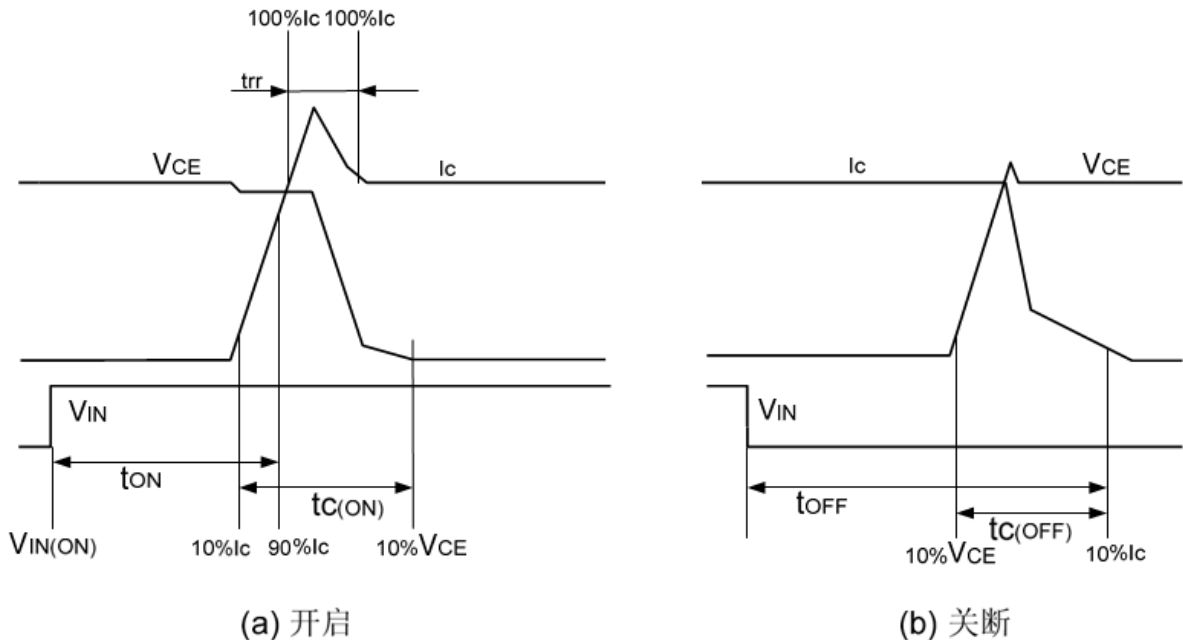 100%Ic 100%Ic
trr
VCE
Ic
Ic
VCE
VIN
VIN
tON
tC(ON)
tOFF
tC(OFF)
VIN(ON)
10%Ic
90%Ic
10%VCE
10%VCE
10%Ic
(a) 开启
(b) 关断